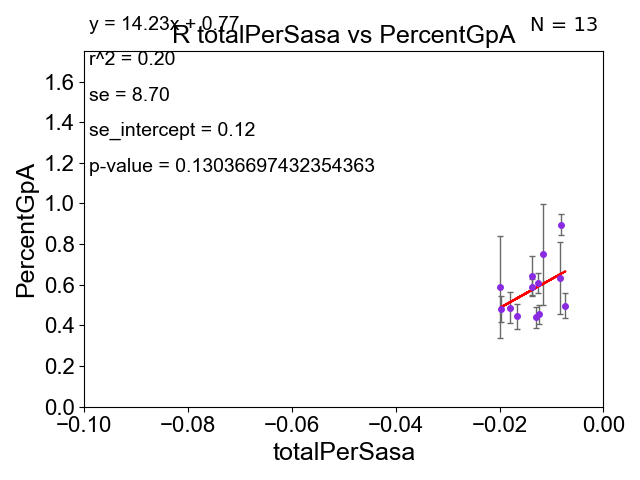 y = 14.23x + 0.77
N = 13
R totalPerSasa vs PercentGpA
r^2 = 0.20
se = 8.70
se_intercept = 0.12
p-value = 0.13036697432354363
PercentGpA
1.6
1.4
1.2
1.0
0.8
0.6
0.4
0.2
0.0
−0.10 −0.08 −0.06 −0.04 −0.02 0.00
totalPerSasa